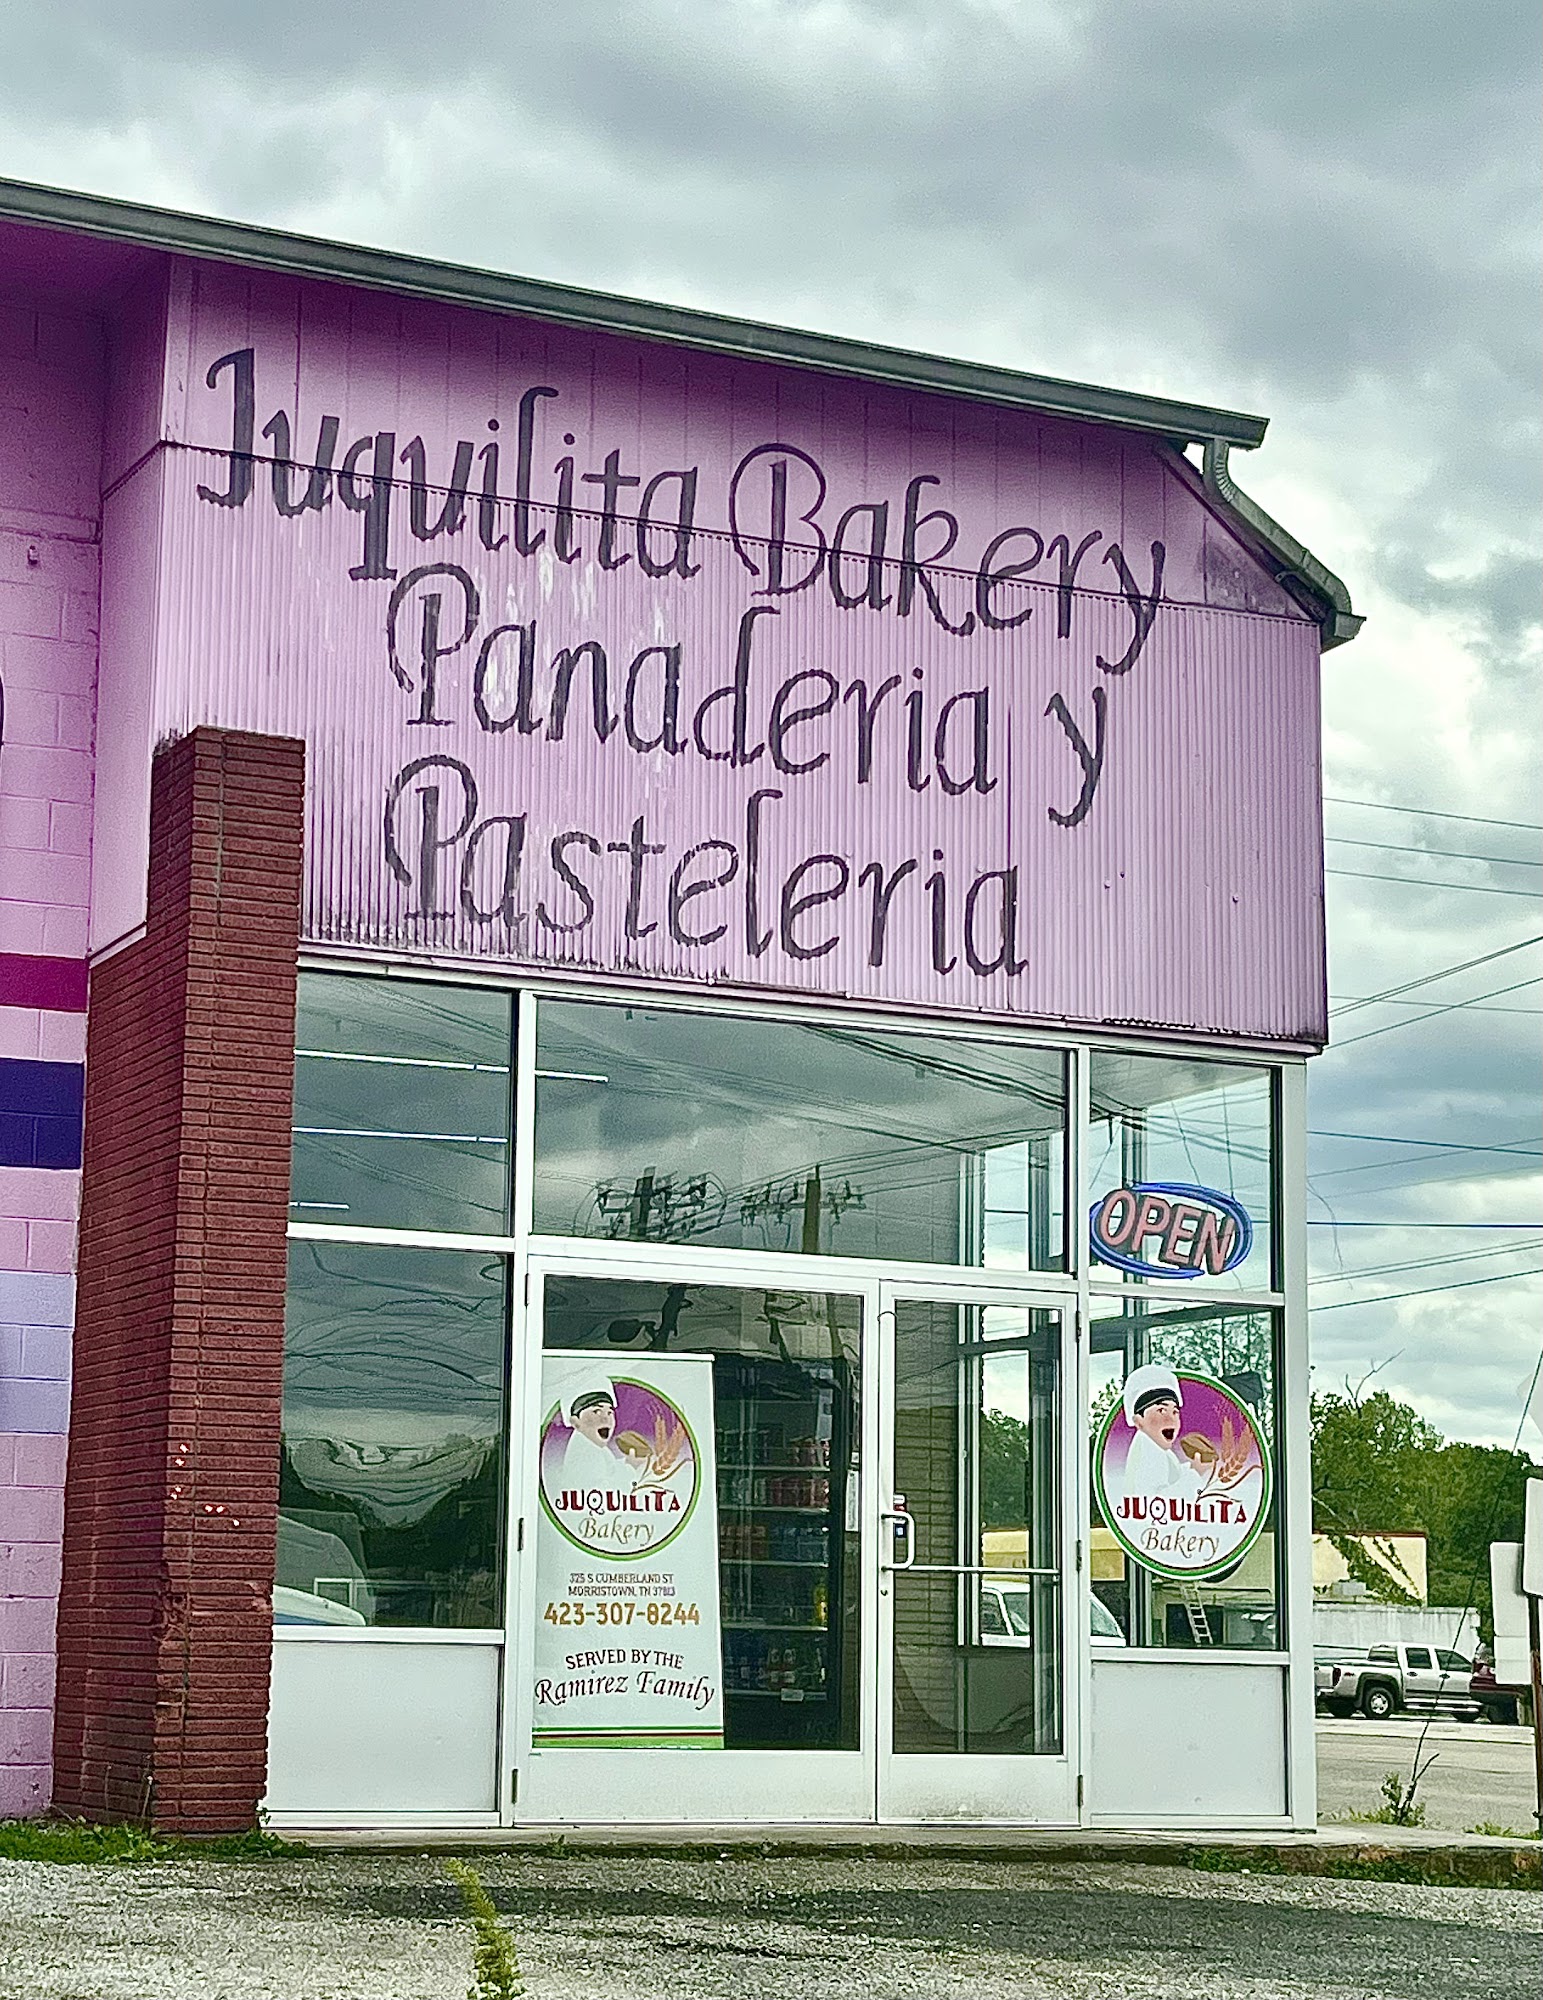 Juquilita Bakery
Panaderia y
Pasteleria
OPEN
JUQUILITA
Bakery
375 S CUMBERLAND ST
MORRISTOWN, TN 37813
423-307-8244
SERVED BY THE
Ramirez Family
JUQUILITA
Bakery